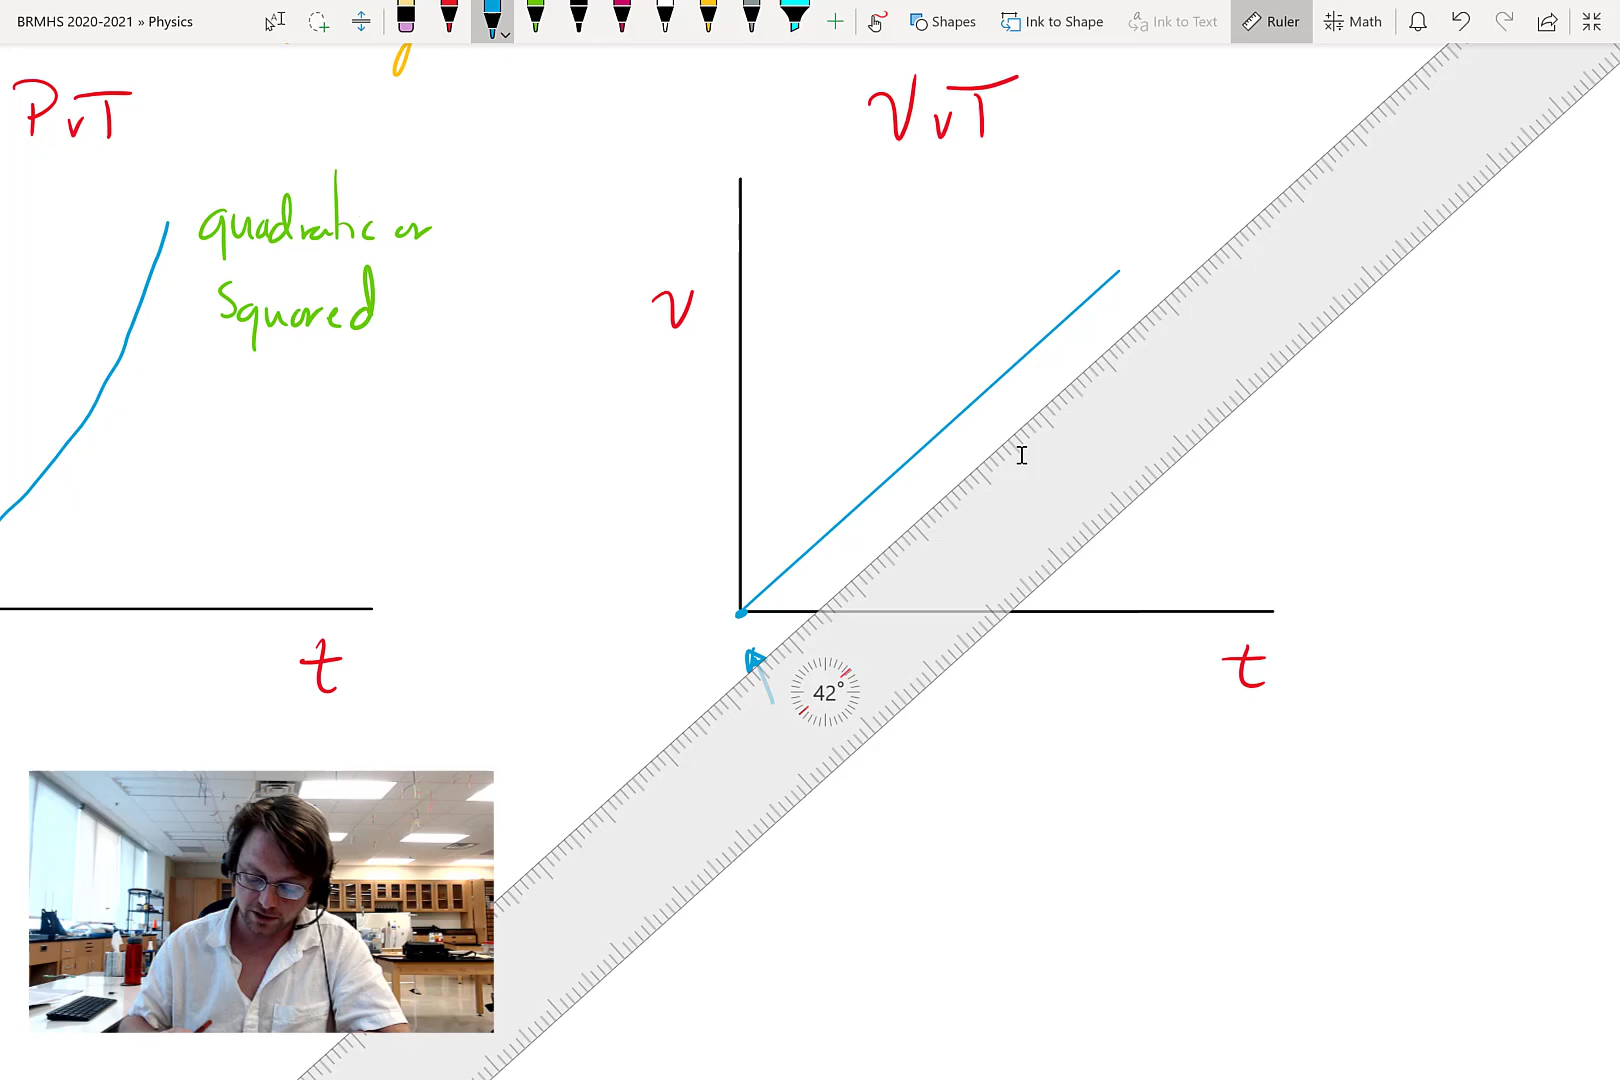 BRMHS 2020-2021 » Physics
Shapes
Ink to Shape
Ink to Text
Ruler
Math
PvT
VvT
quadratic or
Squared
v
42°
t
t